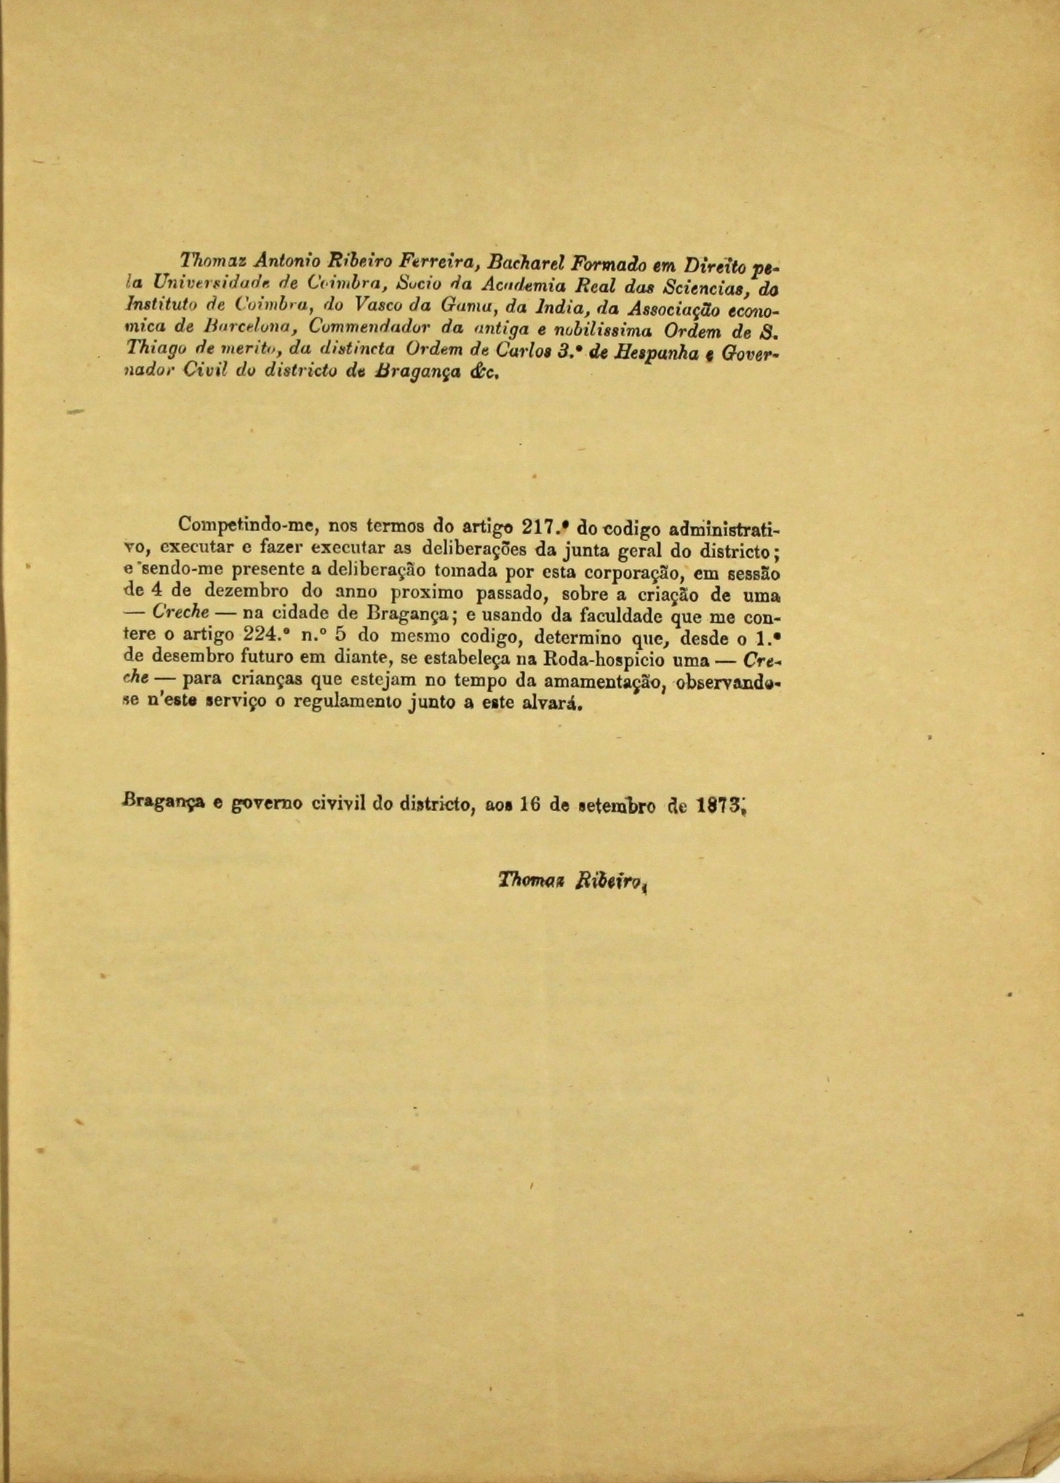 Thomaz Antonio Ribeiro Ferreira, Bacharel Formado em Direito pe-
la Universidade de Coimbra, Socio da Academia Real das Sciencias, do
Instituto de Coimbra, do Vasco da Gama, da India, da Associação econo-
mica de Barcelona, Commendador da antiga e nobilissima Ordem de S.
Thiago de merito, da distincta Ordem de Carlos 3.º de Hespanha e Gover-
nador Civil do districto de Bragança &c.
Competindo-me, nos termos do artigo 217.º do codigo administrati-
vo, executar e fazer executar as deliberações da junta geral do districto;
e sendo-me presente a deliberação tomada por esta corporação, em sessão
de 4 de dezembro do anno proximo passado, sobre a criação de uma
— Creche — na cidade de Bragança; e usando da faculdade que me con-
fere o artigo 224.º n.º 5 do mesmo codigo, determino que, desde o 1.º
de desembro futuro em diante, se estabeleça na Roda-hospicio uma — Cre-
che — para crianças que estejam no tempo da amamentação, observando-
se n'este serviço o regulamento junto a este alvará.
Bragança e governo civivil do districto, aos 16 de setembro de 1873.
Thomaz Ribeiro,